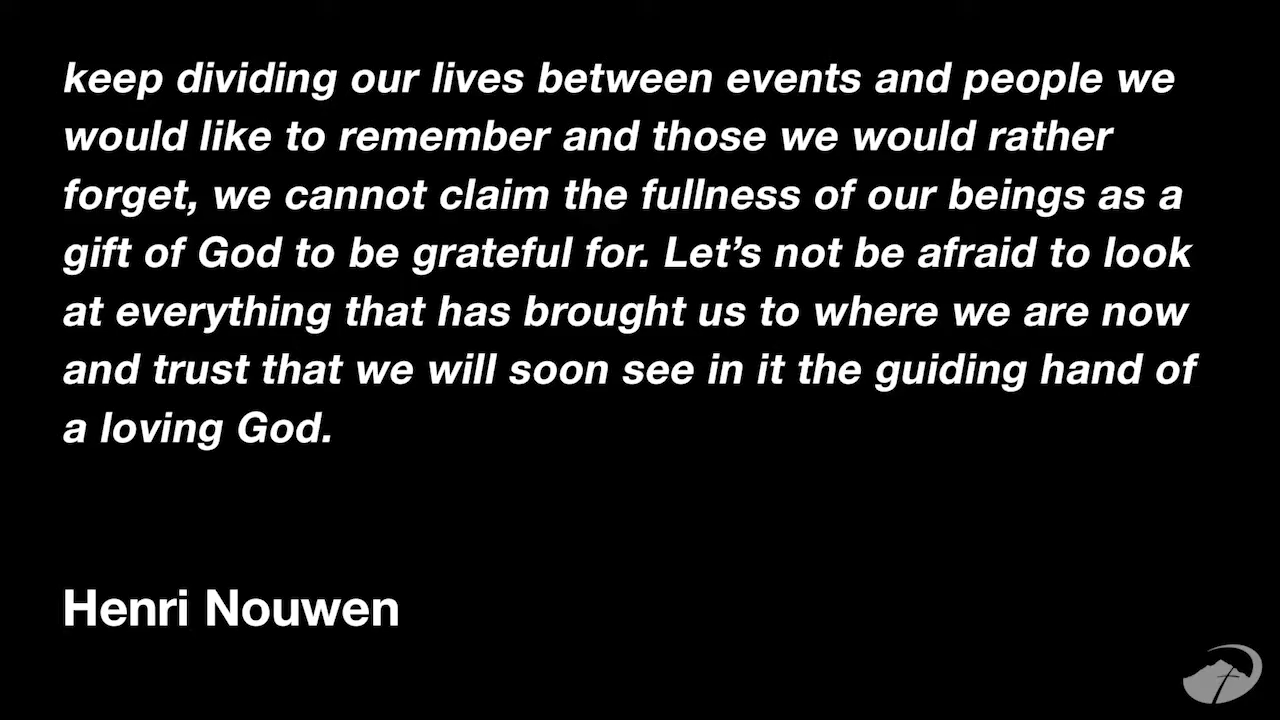 keep dividing our lives between events and people we
would like to remember and those we would rather
forget, we cannot claim the fullness of our beings as a
gift of God to be grateful for. Let’s not be afraid to look
at everything that has brought us to where we are now
and trust that we will soon see in it the guiding hand of
a loving God.
Henri Nouwen